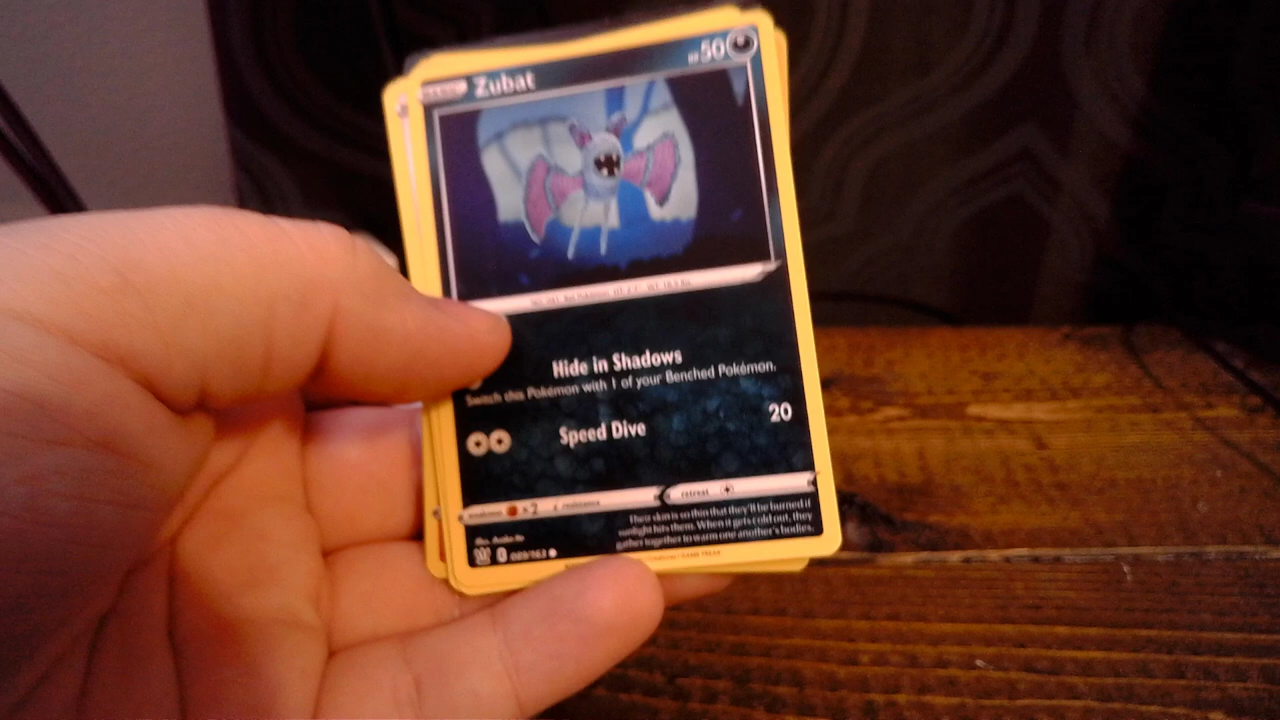 BASIC Zubat HP 50
Hide in Shadows
Switch this Pokémon with 1 of your Benched Pokémon.
Speed Dive 20
weakness ×2 resistance retreat
Their skin is so thin that they'll be burned if
sunlight hits them. When it gets cold out, they
gather together to warm one another's bodies.